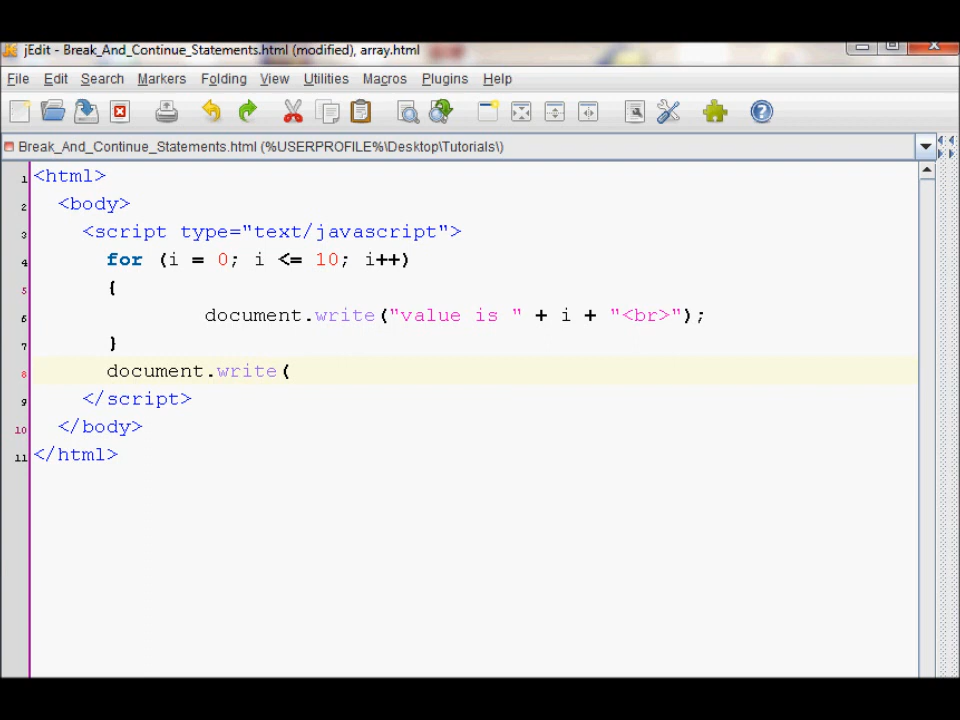 jEdit - Break_And_Continue_Statements.html (modified), array.html
File Edit Search Markers Folding View Utilities Macros Plugins Help
Break_And_Continue_Statements.html (%USERPROFILE%\Desktop\Tutorials\)
1 <html>
2 <body>
3 <script type="text/javascript">
4 for (i = 0; i <= 10; i++)
5 {
6 document.write("value is " + i + "<br>");
7 }
8 document.write(
9 </script>
10 </body>
11 </html>